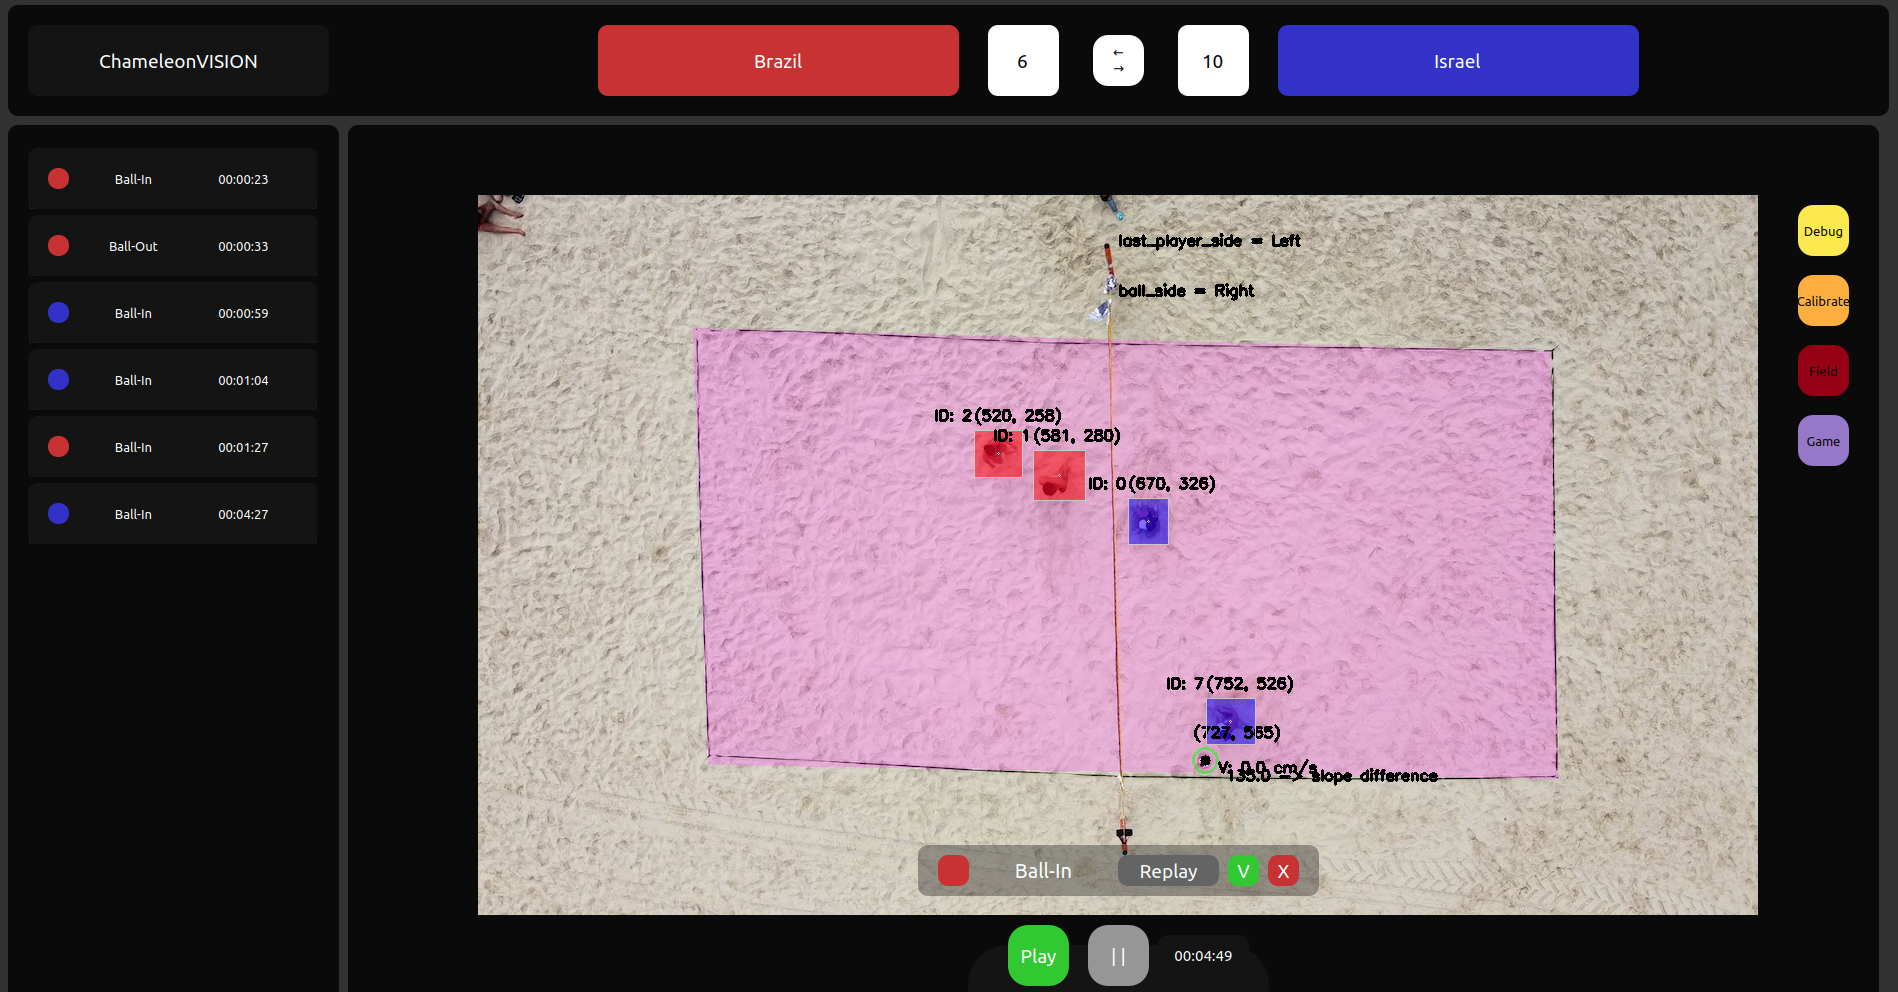 ChameleonVISION
Brazil
6
←
→
10
Israel
Ball-In 00:00:23
Ball-Out 00:00:33
Ball-In 00:00:59
Ball-In 00:01:04
Ball-In 00:01:27
Ball-In 00:04:27
last_player_side = Left
ball_side = Right
ID: 2(520, 258)
ID: 1(581, 280)
ID: 0(670, 326)
ID: 7(752, 526)
(727, 565)
V: 0.0 cm/s
135.0 -> slope difference
Debug
Calibrate
Field
Game
Ball-In Replay V X
Play || 00:04:49